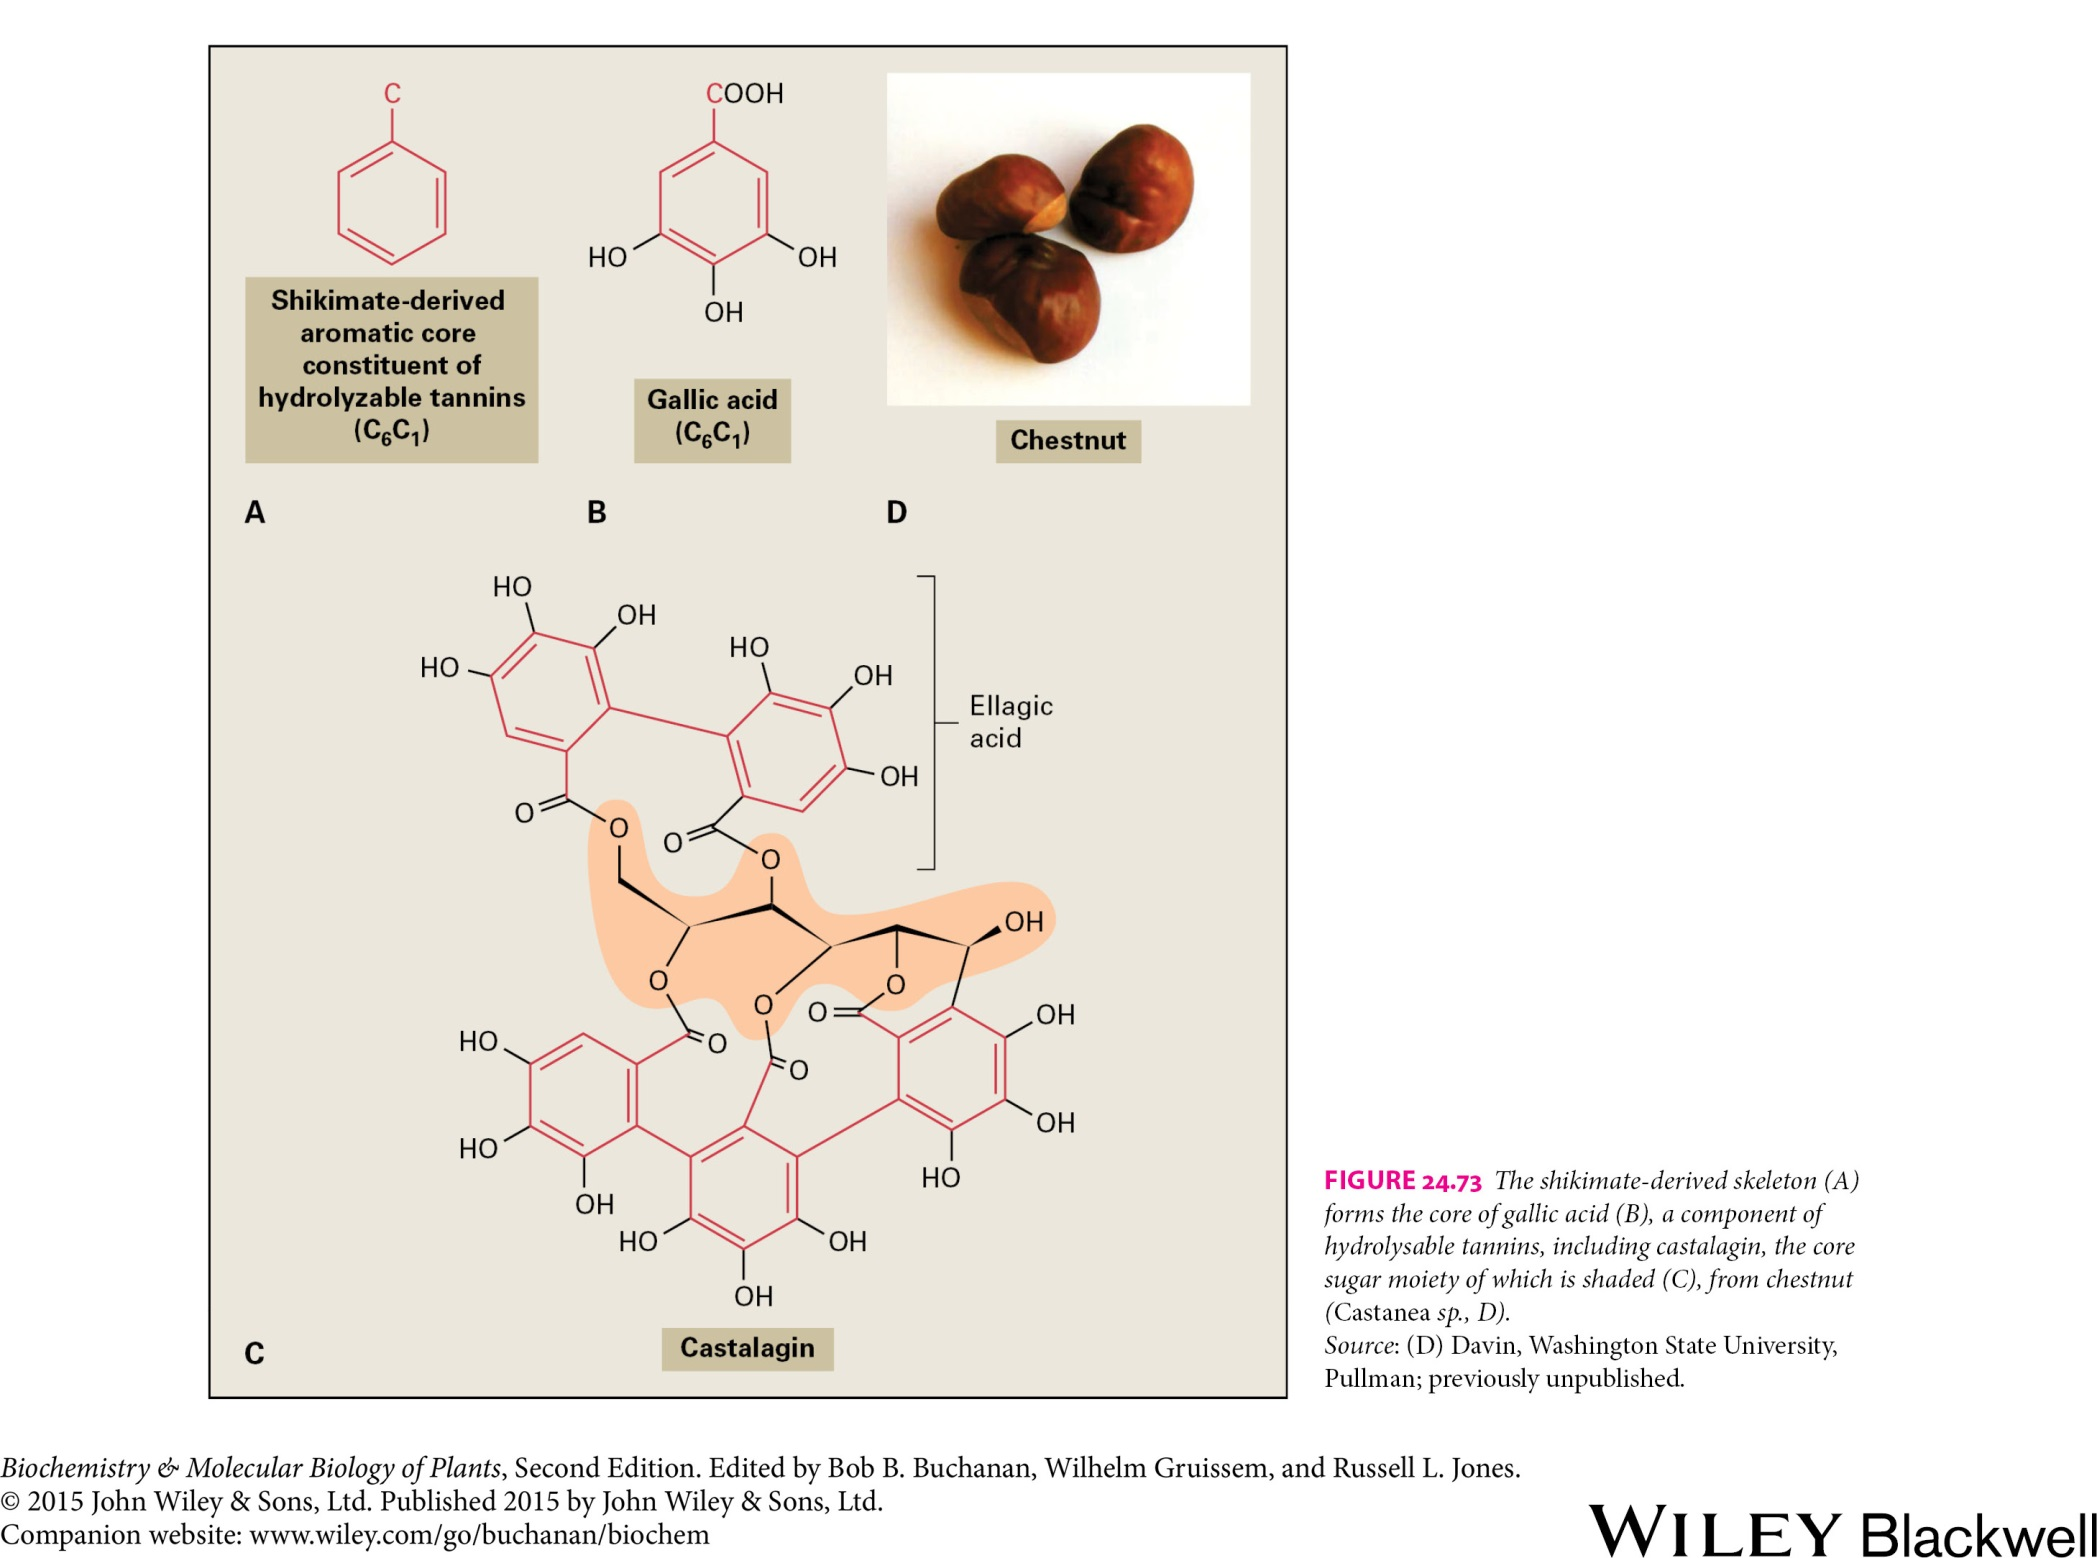 C
COOH
HO
OH
OH
Shikimate-derived
aromatic core
constituent of
hydrolyzable tannins
(C₆C₁)
Gallic acid
(C₆C₁)
Chestnut
A
B
D
HO
OH
HO
HO
OH
OH
Ellagic
acid
O
O
O
O
OH
O
O
O
O
OH
HO
O
O
OH
HO
HO
OH
HO
OH
OH
Castalagin
C
FIGURE 24.73 The shikimate-derived skeleton (A)
forms the core of gallic acid (B), a component of
hydrolysable tannins, including castalagin, the core
sugar moiety of which is shaded (C), from chestnut
(Castanea sp., D).
Source: (D) Davin, Washington State University,
Pullman; previously unpublished.
Biochemistry & Molecular Biology of Plants, Second Edition. Edited by Bob B. Buchanan, Wilhelm Gruissem, and Russell L. Jones.
© 2015 John Wiley & Sons, Ltd. Published 2015 by John Wiley & Sons, Ltd.
Companion website: www.wiley.com/go/buchanan/biochem
WILEY Blackwell